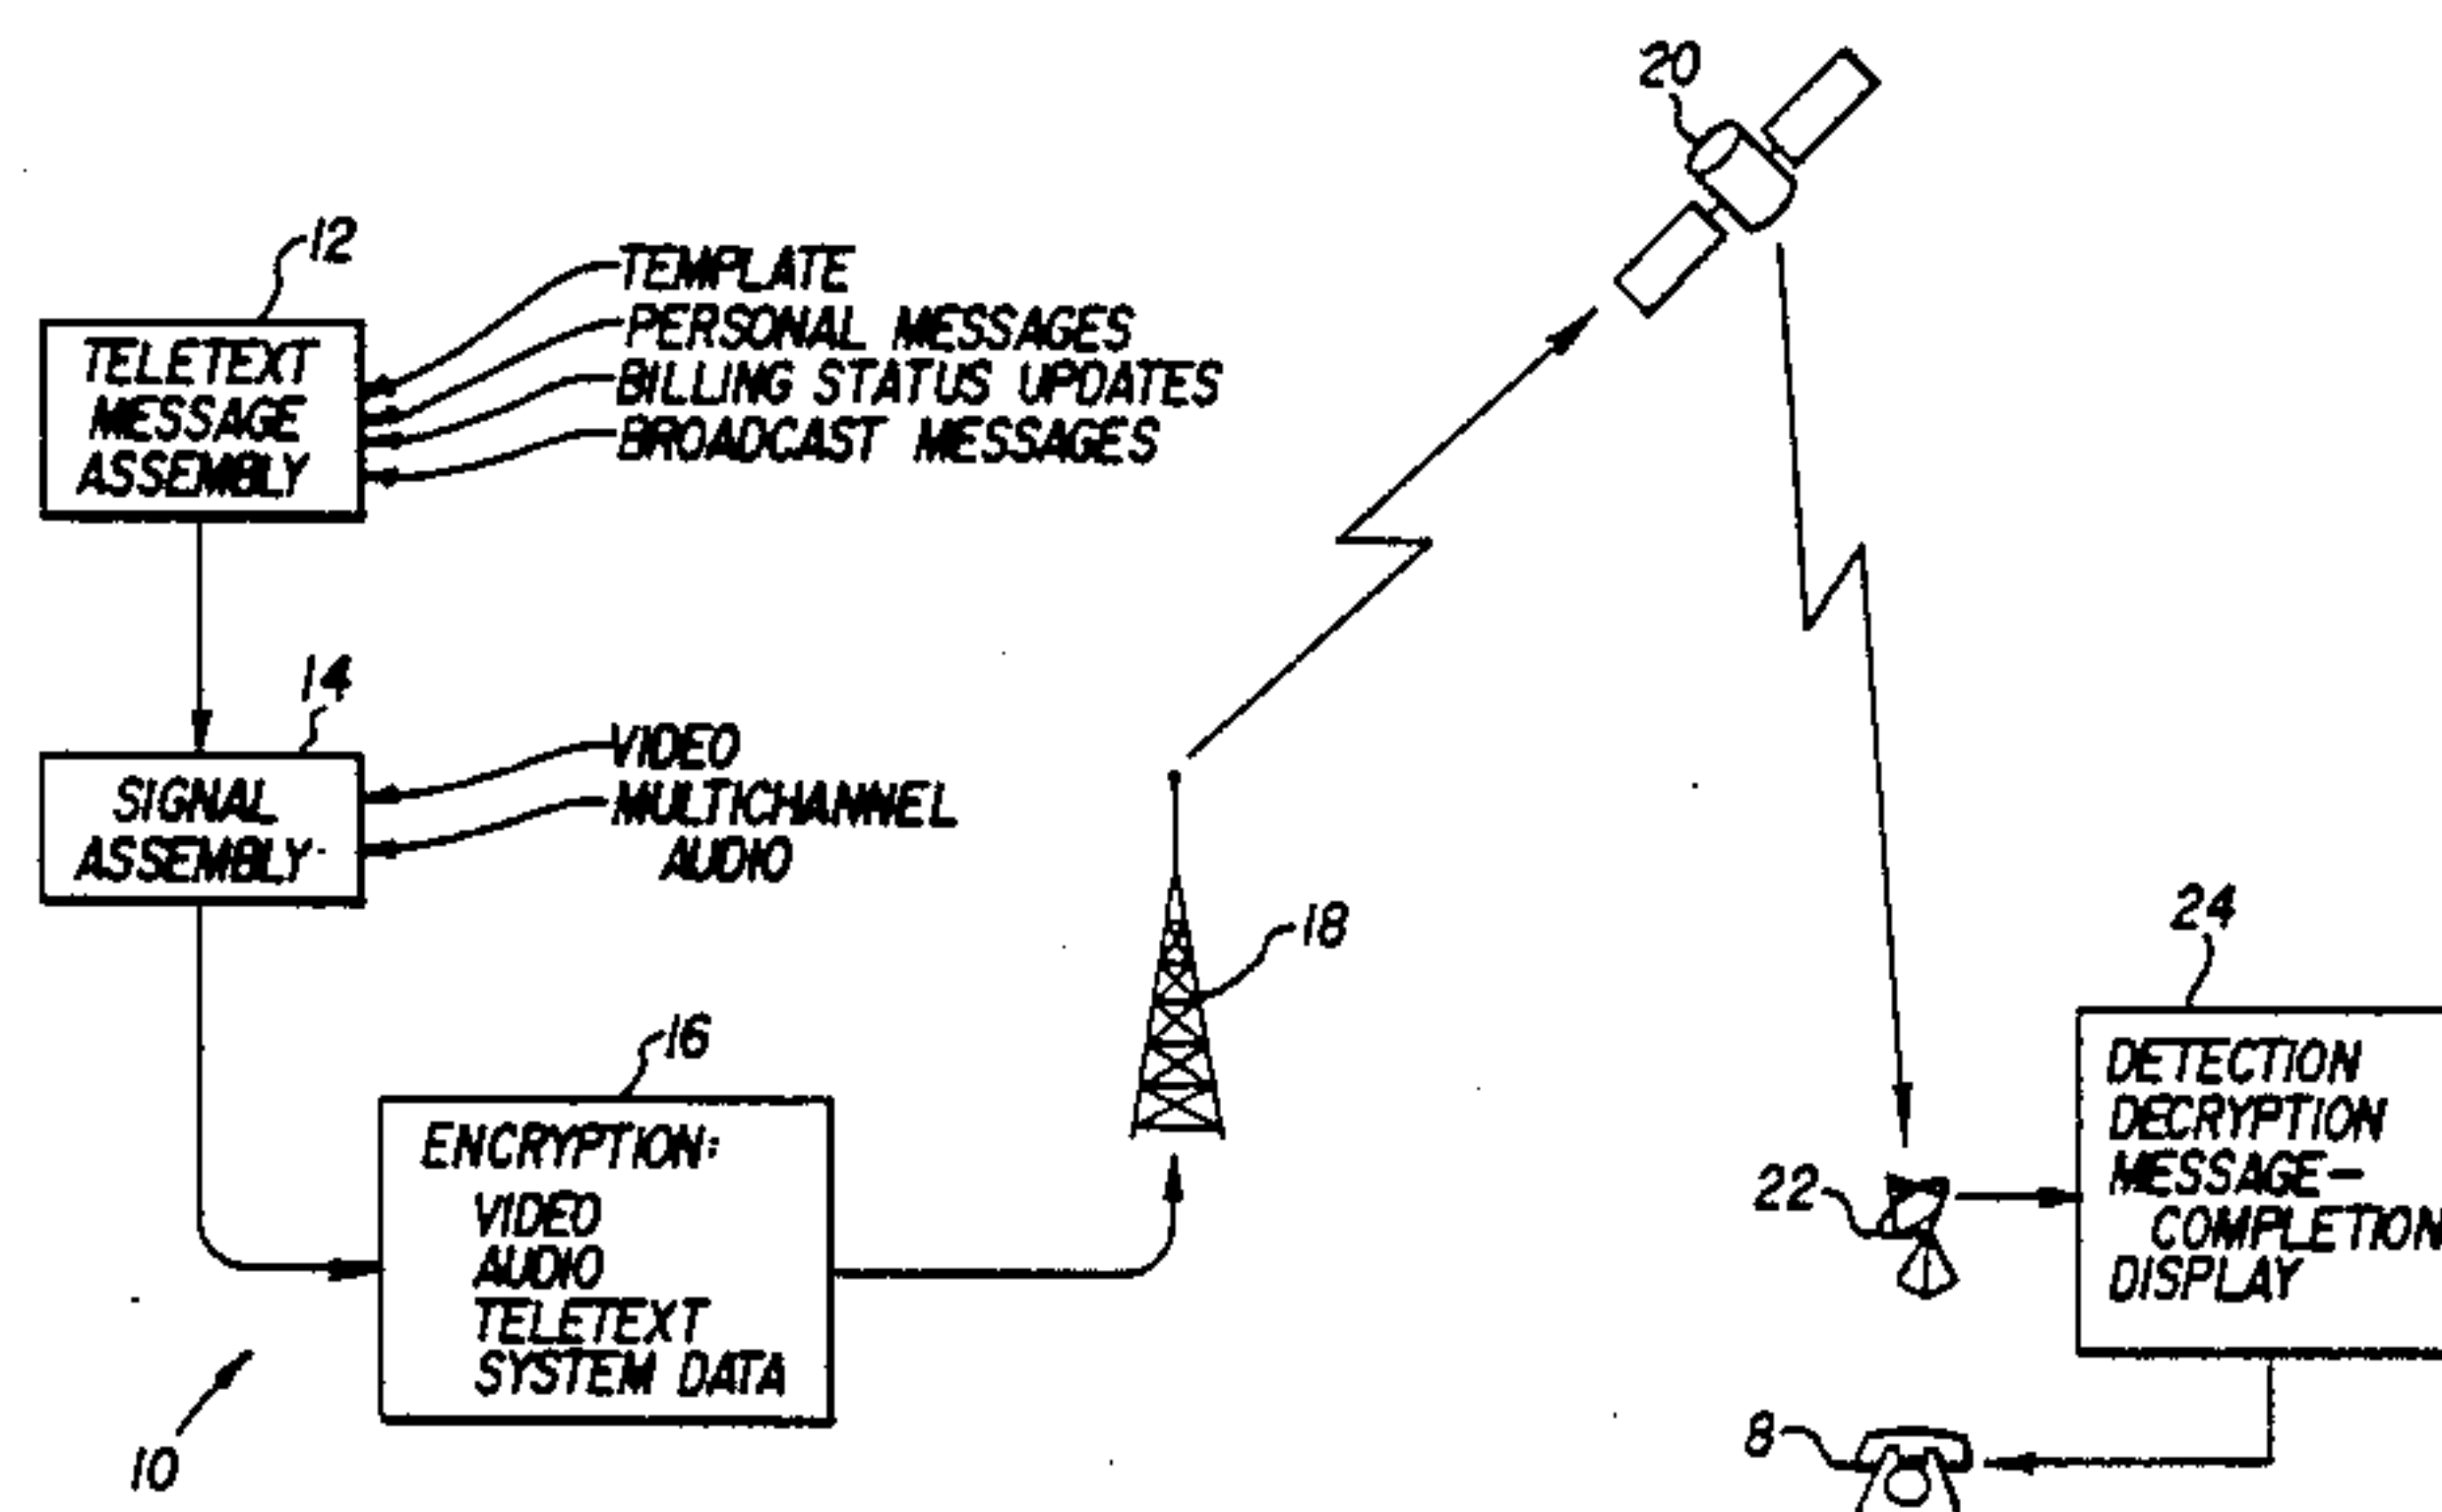 20
12
TEMPLATE
PERSONAL MESSAGES
BILLING STATUS UPDATES
BROADCAST MESSAGES
TELETEXT
MESSAGE
ASSEMBLY
14
VIDEO
MULTICHANNEL
AUDIO
SIGNAL
ASSEMBLY
18
24
16
ENCRYPTION:
VIDEO
AUDIO
TELETEXT
SYSTEM DATA
DETECTION
DECRYPTION
MESSAGE-
COMPLETION
DISPLAY
22
10
8